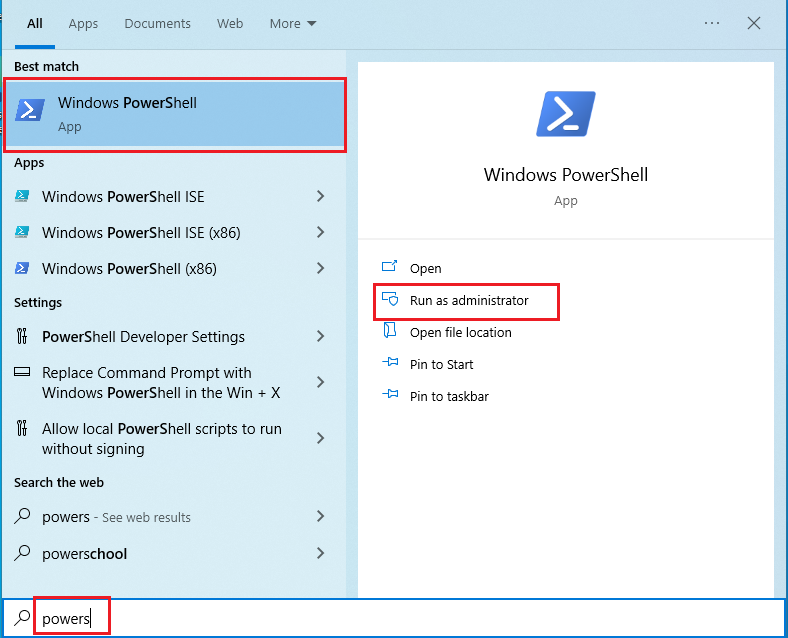 All Apps Documents Web More
Best match
Windows PowerShell
App
Apps
Windows PowerShell ISE
Windows PowerShell ISE (x86)
Windows PowerShell (x86)
Settings
PowerShell Developer Settings
Replace Command Prompt with
Windows PowerShell in the Win + X
Allow local PowerShell scripts to run
without signing
Search the web
powers - See web results
powerschool
Windows PowerShell
App
Open
Run as administrator
Open file location
Pin to Start
Pin to taskbar
powers